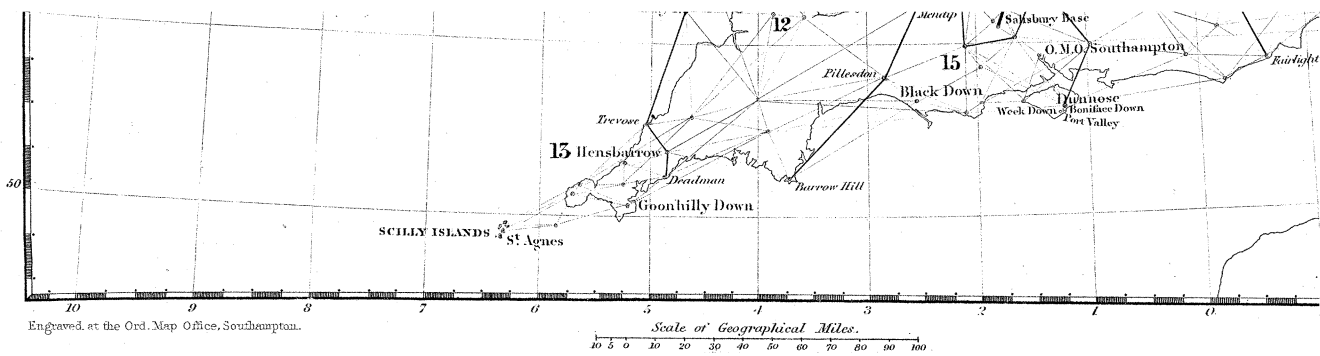 12
Mendip
Salisbury Base
O.M.O. Southampton
15
Fairlight
Pillesdon
Black Down
Dunnose
Week Down
Boniface Down
Port Valley
Trevose
13 Hensbarrow
50
Deadman
Barrow Hill
Goonhilly Down
SCILLY ISLANDS
St. Agnes
10 9 8 7 6 5 4 3 2 1 0
Engraved at the Ord. Map Office, Southampton.
Scale of Geographical Miles.
10 5 0 10 20 30 40 50 60 70 80 90 100